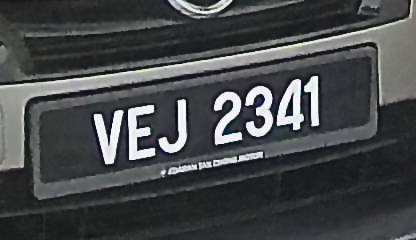 VEJ 2341
EDARAN TAN CHONG MOTOR